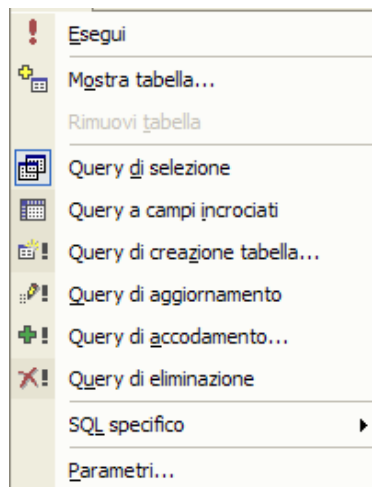 Esegui
Mostra tabella...
Rimuovi tabella
Query di selezione
Query a campi incrociati
Query di creazione tabella...
Query di aggiornamento
Query di accodamento...
Query di eliminazione
SQL specifico
Parametri...